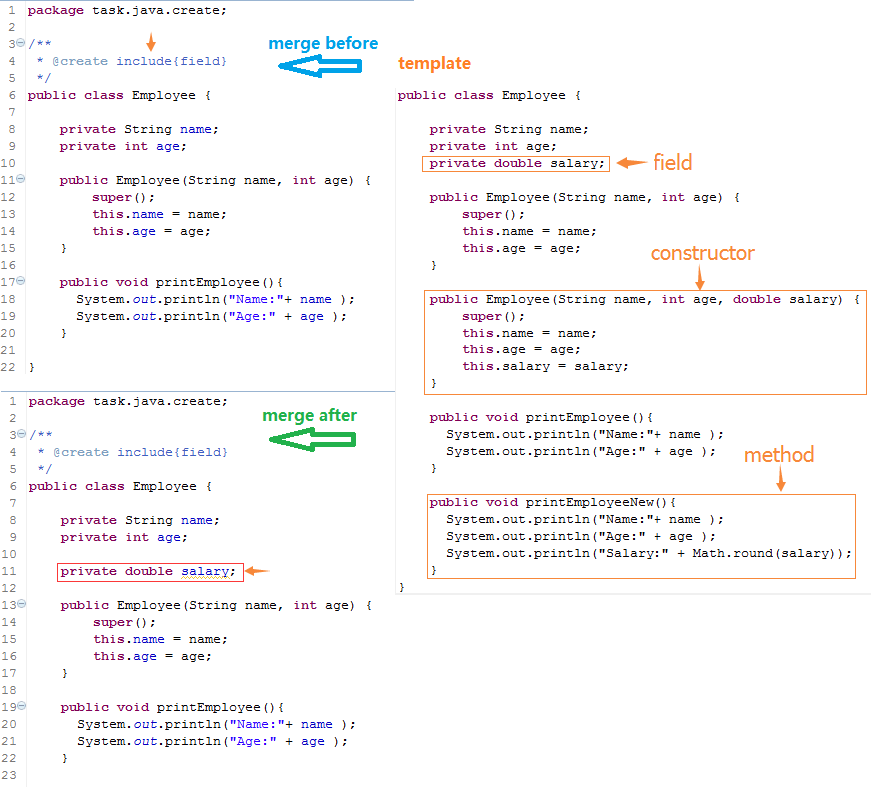 1 package task.java.create;
2
3 /**
4 * @create include{field}
5 */
6 public class Employee {
7
8 private String name;
9 private int age;
10
11 public Employee(String name, int age) {
12 super();
13 this.name = name;
14 this.age = age;
15 }
16
17 public void printEmployee(){
18 System.out.println("Name:"+ name );
19 System.out.println("Age:" + age );
20 }
21
22 }
merge before
template
public class Employee {
private String name;
private int age;
private double salary;
field
public Employee(String name, int age) {
super();
this.name = name;
this.age = age;
}
constructor
public Employee(String name, int age, double salary) {
super();
this.name = name;
this.age = age;
this.salary = salary;
}
public void printEmployee(){
System.out.println("Name:"+ name );
System.out.println("Age:" + age );
}
method
public void printEmployeeNew(){
System.out.println("Name:"+ name );
System.out.println("Age:" + age );
System.out.println("Salary:" + Math.round(salary));
}
}
1 package task.java.create;
2
3 /**
4 * @create include{field}
5 */
6 public class Employee {
7
8 private String name;
9 private int age;
10
11 private double salary;
12
13 public Employee(String name, int age) {
14 super();
15 this.name = name;
16 this.age = age;
17 }
18
19 public void printEmployee(){
20 System.out.println("Name:"+ name );
21 System.out.println("Age:" + age );
22 }
23
merge after